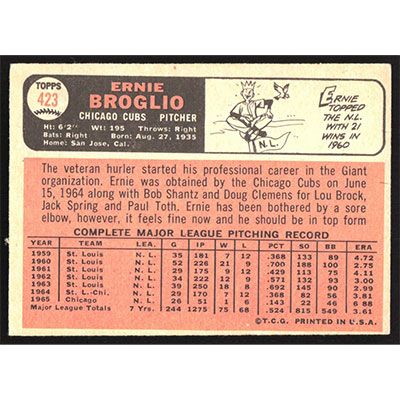 TOPPS
423
ERNIE
BROGLIO
CHICAGO CUBS PITCHER
Ht: 6'2" Wt: 195 Throws: Right
Bats: Right Born: Aug. 27, 1935
Home: San Jose, Cal.
N.L.
ERNIE
TOPPED
THE N.L.
WITH 21
WINS IN
1960
The veteran hurler started his professional career in the Giant
organization. Ernie was obtained by the Chicago Cubs on June
15, 1964 along with Bob Shantz and Doug Clemens for Lou Brock,
Jack Spring and Paul Toth. Ernie has been bothered by a sore
elbow, however, it feels fine now and he should be in top form
COMPLETE MAJOR LEAGUE PITCHING RECORD
YEAR TEAM LEA. G IP W L PCT SO BB ERA
1959 St. Louis N. L. 35 181 7 12 .368 133 89 4.72
1960 St. Louis N. L. 52 226 21 9 .700 188 100 2.75
1961 St. Louis N. L. 29 175 9 12 .429 113 75 4.11
1962 St. Louis N. L. 34 222 12 9 .571 132 93 3.00
1963 St. Louis N. L. 39 250 18 8 .692 145 90 2.99
1964 St. L.-Chi. N. L. 29 170 7 12 .368 82 56 3.81
1965 Chicago N. L. 26 51 1 6 22 46 6.88
Major League Totals 7 Yrs. 244 1275 75 68 .524 815 549 3.61
©T.C.G. PRINTED IN U.S.A.